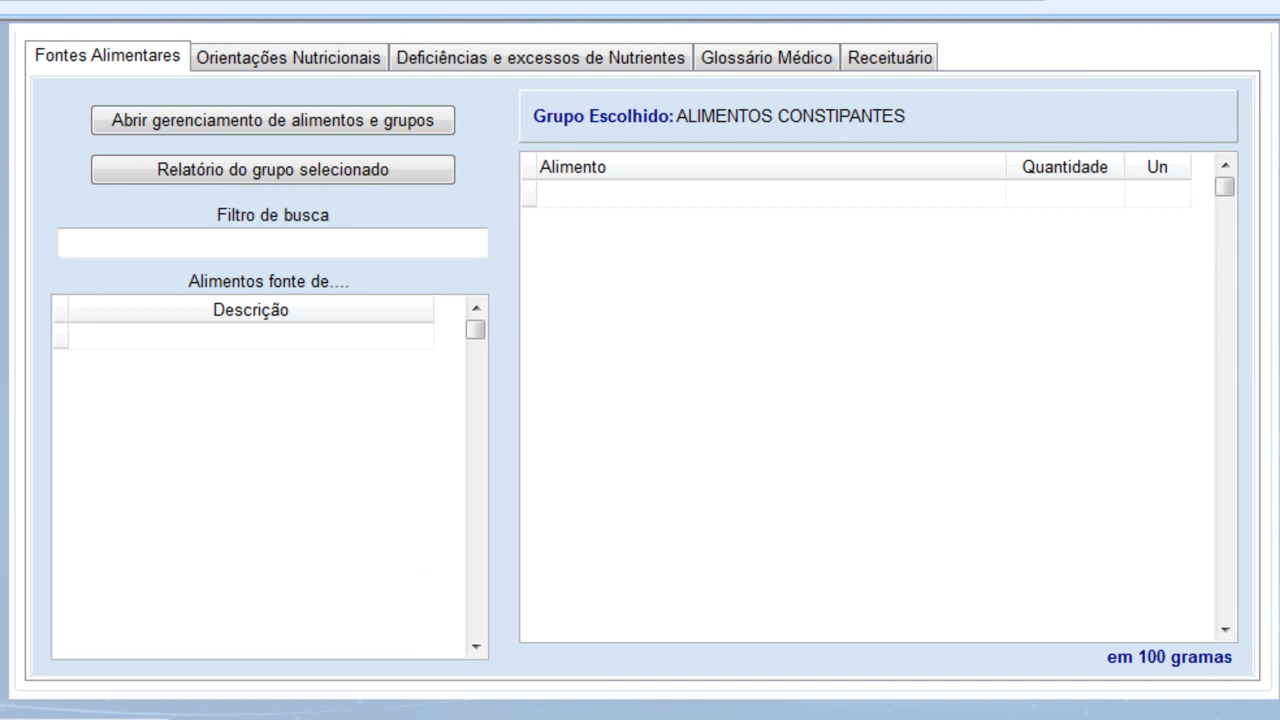 Fontes Alimentares Orientações Nutricionais Deficiências e excessos de Nutrientes Glossário Médico Receituário
Abrir gerenciamento de alimentos e grupos
Relatório do grupo selecionado
Filtro de busca
Alimentos fonte de....
Descrição
Grupo Escolhido: ALIMENTOS CONSTIPANTES
Alimento Quantidade Un
em 100 gramas